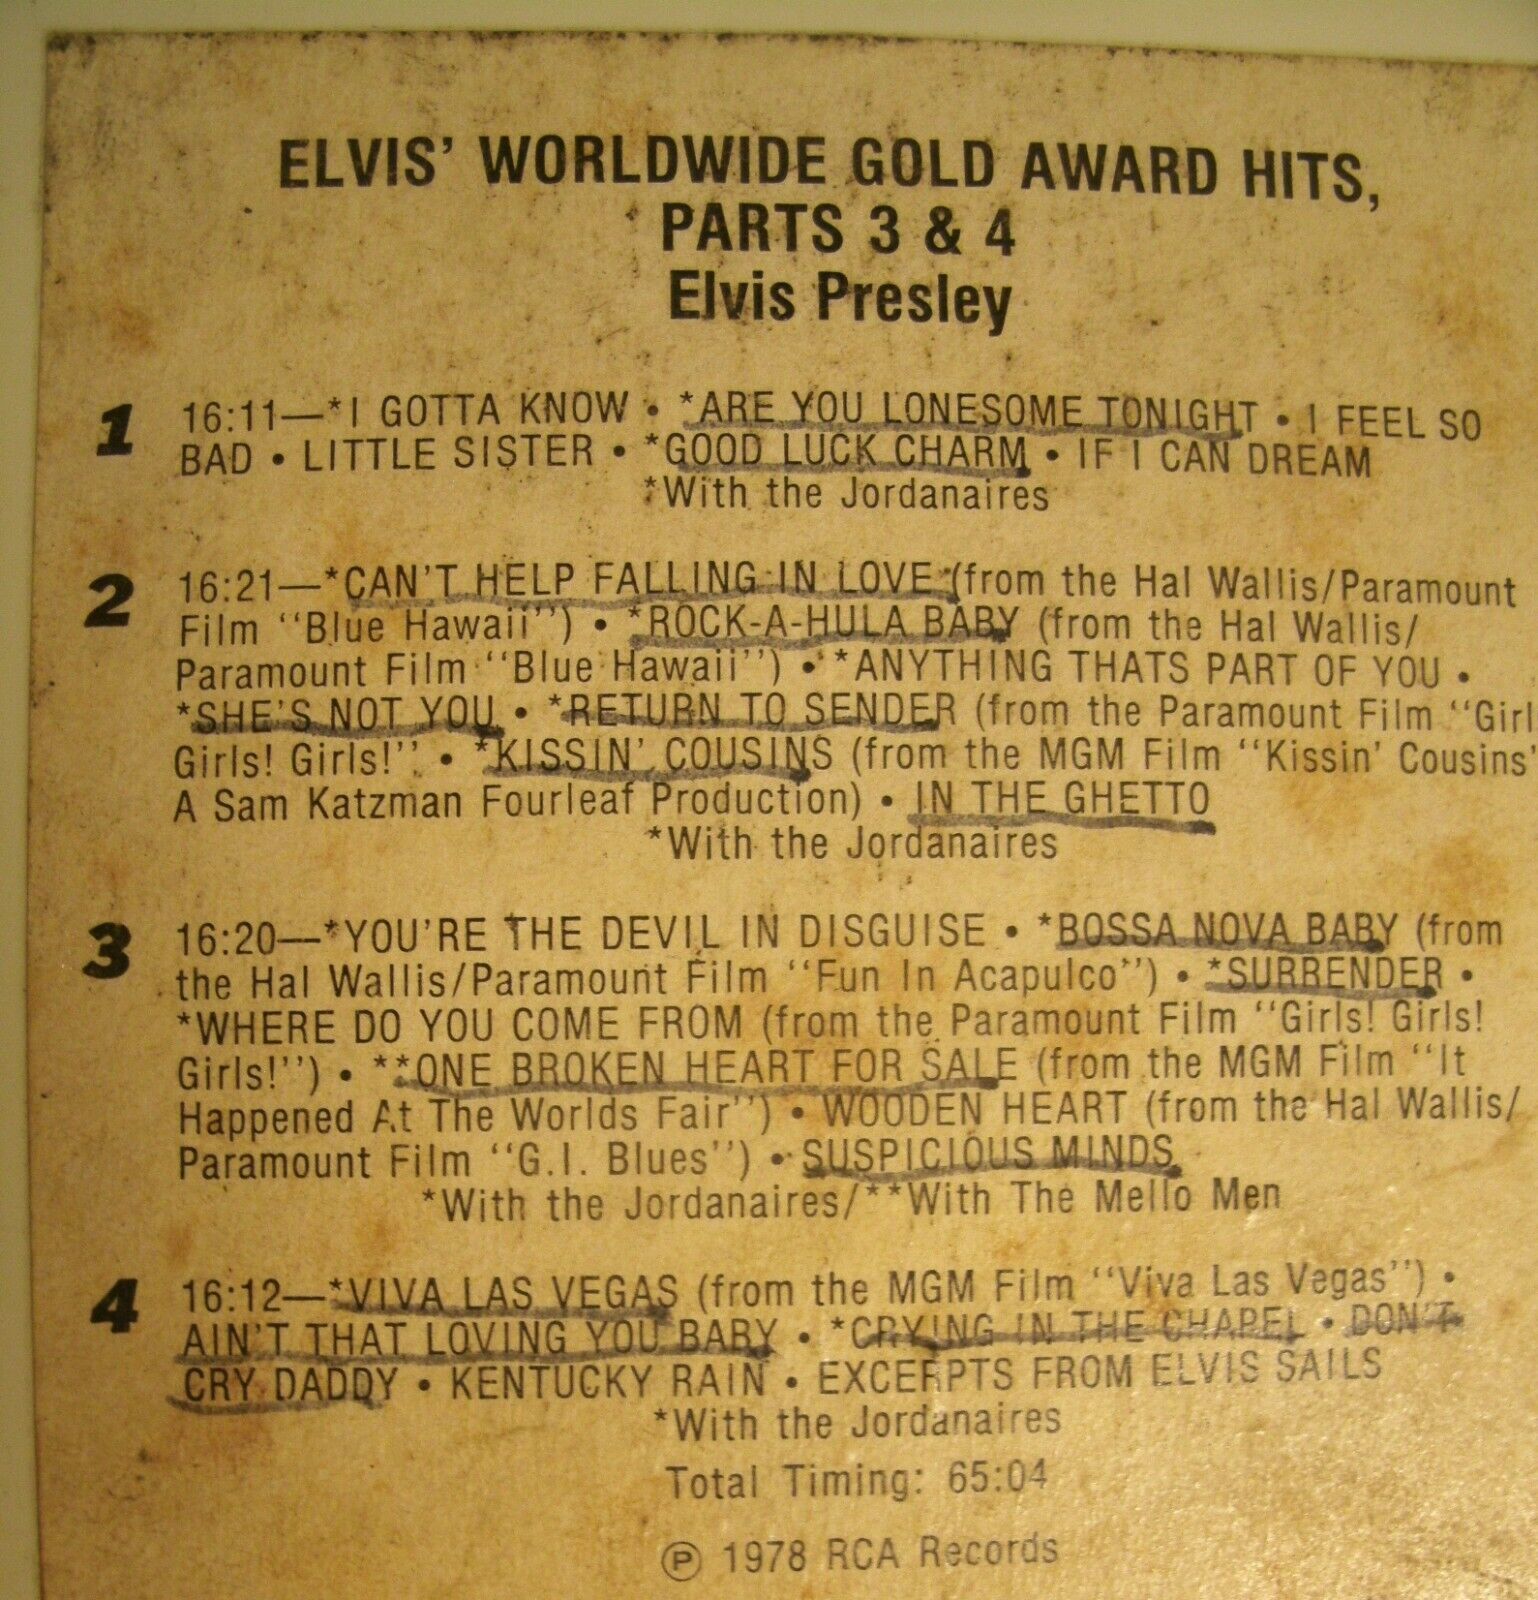 ELVIS' WORLDWIDE GOLD AWARD HITS,
PARTS 3 & 4
Elvis Presley
1 16:11—*I GOTTA KNOW • *ARE YOU LONESOME TONIGHT • I FEEL SO
BAD • LITTLE SISTER • *GOOD LUCK CHARM • IF I CAN DREAM
*With the Jordanaires
2 16:21—*CAN'T HELP FALLING IN LOVE (from the Hal Wallis/Paramount
Film "Blue Hawaii") • *ROCK-A-HULA BABY (from the Hal Wallis/
Paramount Film "Blue Hawaii") • *ANYTHING THATS PART OF YOU •
*SHE'S NOT YOU • *RETURN TO SENDER (from the Paramount Film "Girl
Girls! Girls!" • *KISSIN' COUSINS (from the MGM Film "Kissin' Cousins'
A Sam Katzman Fourleaf Production) • IN THE GHETTO
*With the Jordanaires
3 16:20—*YOU'RE THE DEVIL IN DISGUISE • *BOSSA NOVA BABY (from
the Hal Wallis/Paramount Film "Fun In Acapulco") • *SURRENDER •
*WHERE DO YOU COME FROM (from the Paramount Film "Girls! Girls!
Girls!") • **ONE BROKEN HEART FOR SALE (from the MGM Film "It
Happened At The Worlds Fair") • WOODEN HEART (from the Hal Wallis/
Paramount Film "G.I. Blues") • SUSPICIOUS MINDS
*With the Jordanaires/**With The Mello Men
4 16:12—*VIVA LAS VEGAS (from the MGM Film "Viva Las Vegas") •
AIN'T THAT LOVING YOU BABY • *CRYING IN THE CHAPEL • DON'T
CRY DADDY • KENTUCKY RAIN • EXCERPTS FROM ELVIS SAILS
*With the Jordanaires
Total Timing: 65:04
℗ 1978 RCA Records